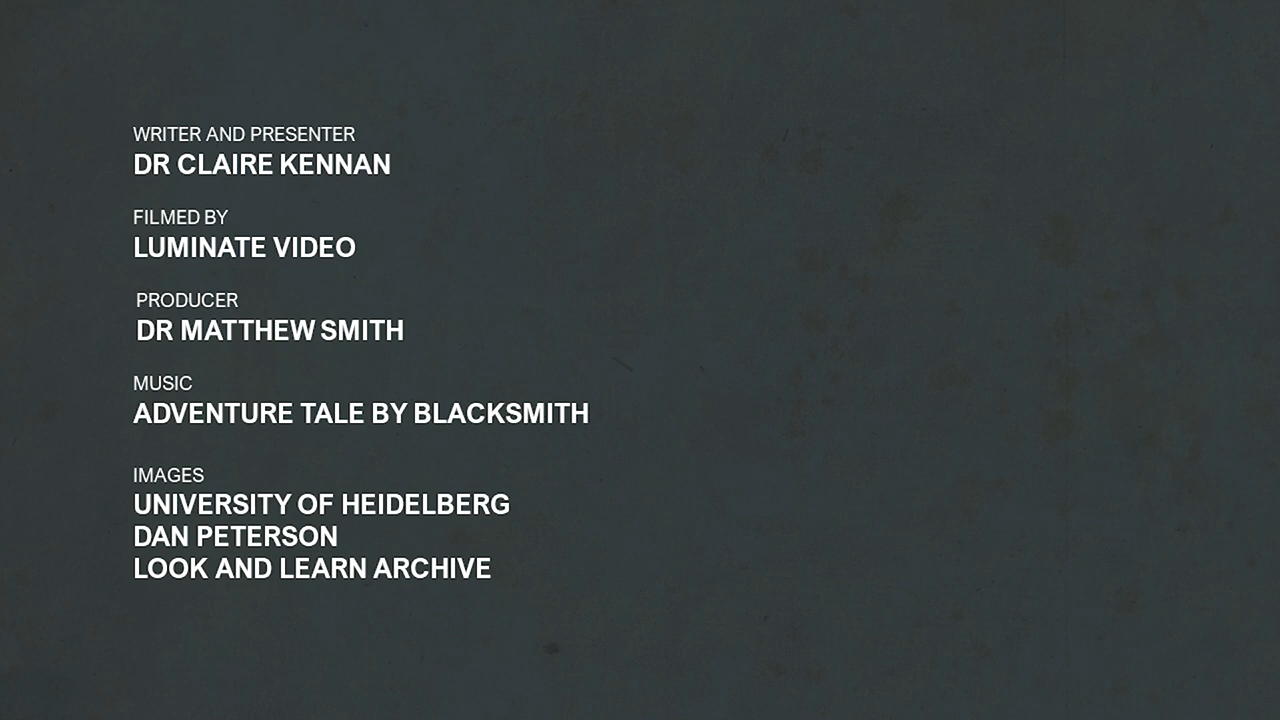 WRITER AND PRESENTER
DR CLAIRE KENNAN
FILMED BY
LUMINATE VIDEO
PRODUCER
DR MATTHEW SMITH
MUSIC
ADVENTURE TALE BY BLACKSMITH
IMAGES
UNIVERSITY OF HEIDELBERG
DAN PETERSON
LOOK AND LEARN ARCHIVE